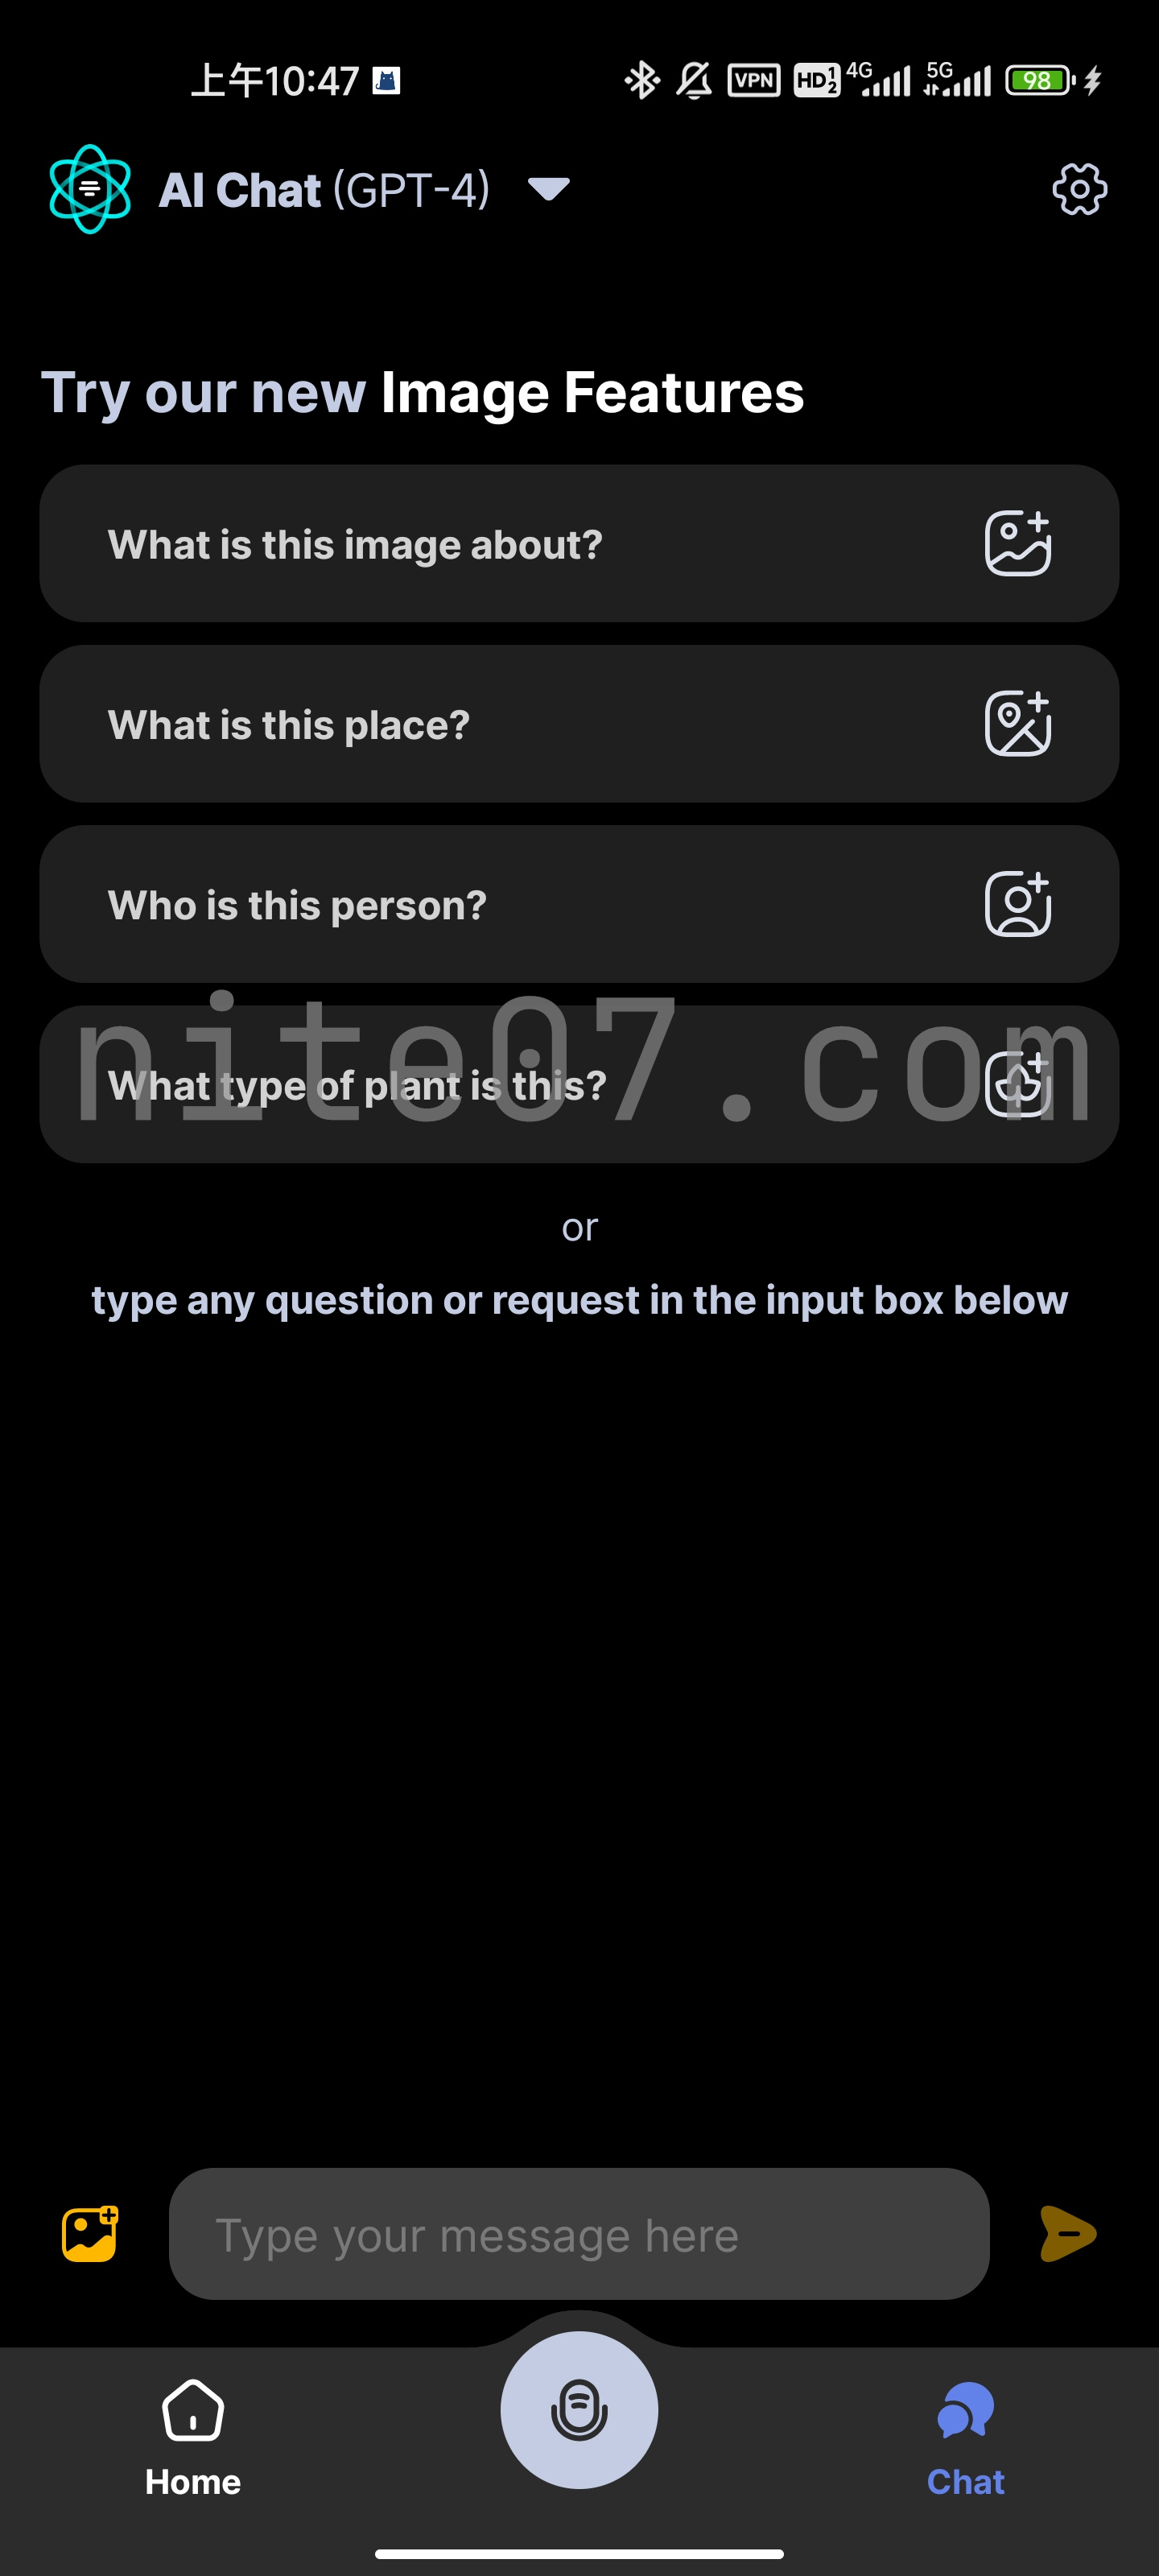 上午10:47 VPN HD 1 2 4G 5G 98
AI Chat (GPT-4)
Try our new Image Features
What is this image about?
What is this place?
Who is this person?
nite07.com
What type of plant is this?
or
type any question or request in the input box below
Type your message here
Home
Chat